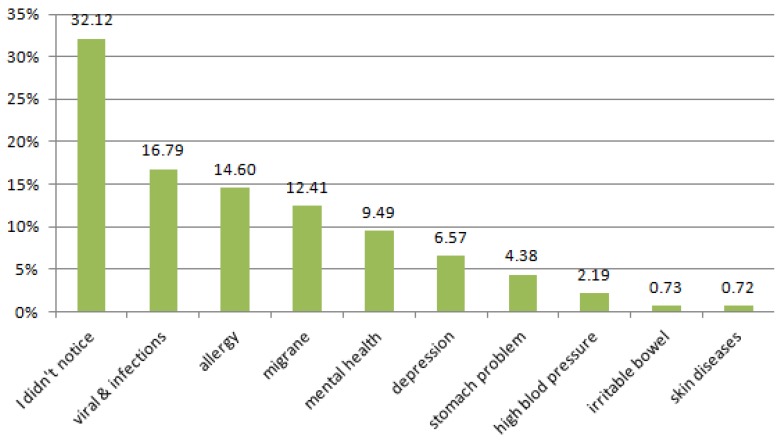 35%
30%
25%
20%
15%
10%
5%
0%
32.12
16.79
14.60
12.41
9.49
6.57
4.38
2.19
0.73
0.72
I didn't notice
viral & infections
allergy
migrane
mental health
depression
stomach problem
high blod pressure
irritable bowel
skin diseases